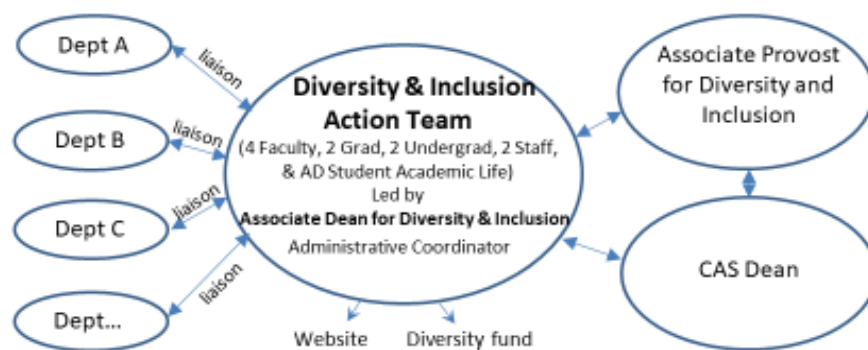 Dept A
liaison
Dept B
liaison
Dept C
liaison
Dept...
liaison
Diversity & Inclusion
Action Team
(4 Faculty, 2 Grad, 2 Undergrad, 2 Staff,
& AD Student Academic Life)
Led by
Associate Dean for Diversity & Inclusion
Administrative Coordinator
Website
Diversity fund
Associate Provost
for Diversity and
Inclusion
CAS Dean